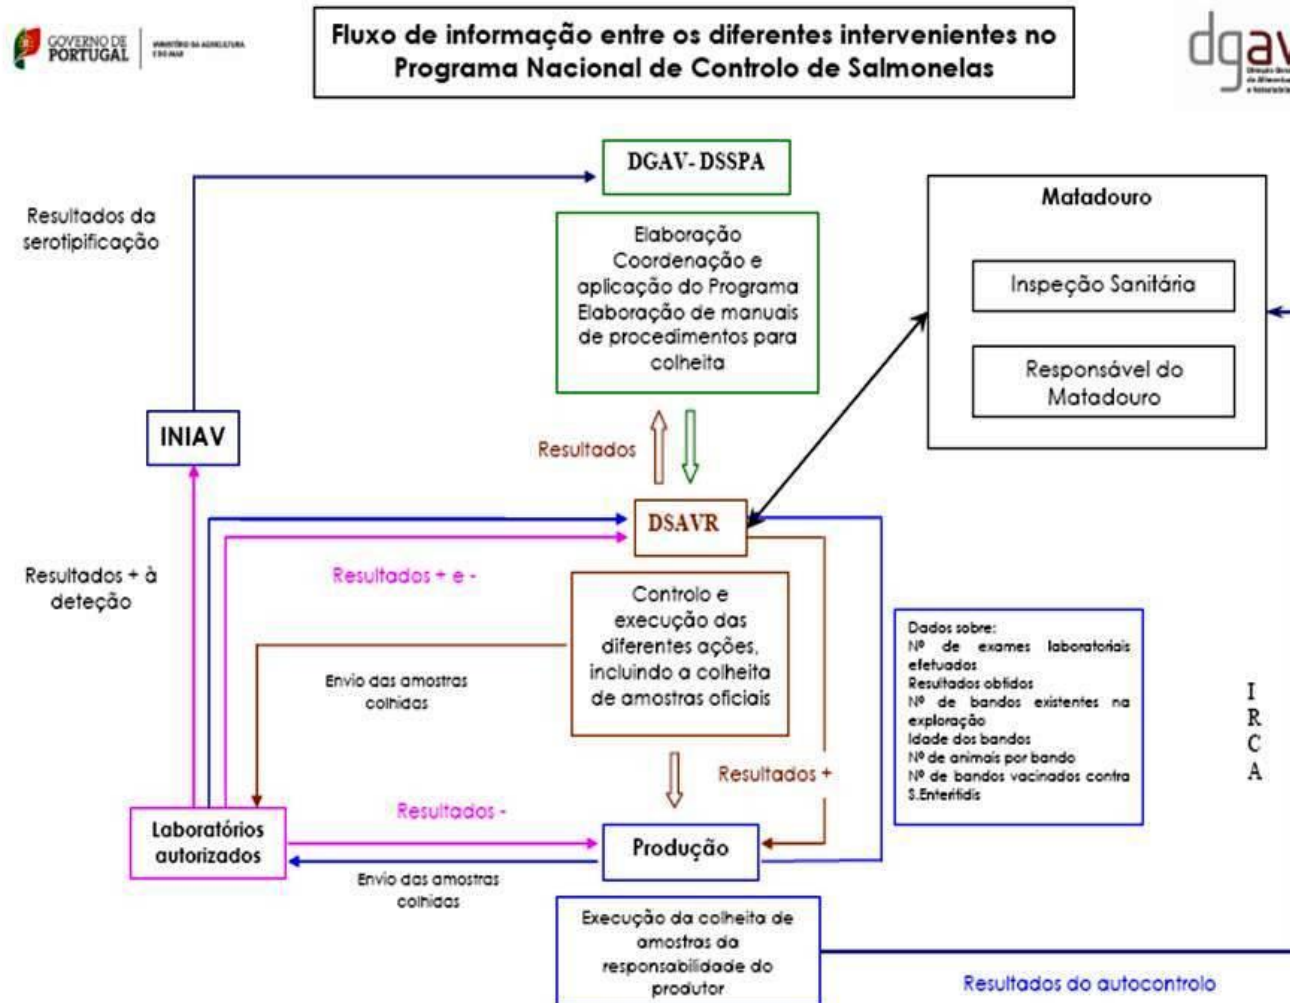 GOVERNO DE
PORTUGAL
MINISTÉRIO DA AGRICULTURA
E DO MAR
Fluxo de informação entre os diferentes intervenientes no
Programa Nacional de Controlo de Salmonelas
dgav
DGAV- DSSPA
Matadouro
Resultados da
serotipificação
Elaboração
Coordenação e
aplicação do Programa
Elaboração de manuais
de procedimentos para
colheita
Inspeção Sanitária
Responsável do
Matadouro
INIAV
Resultados
DSAVR
Resultados + à
deteção
Resultados + e -
Controlo e
execução das
diferentes ações,
incluindo a colheita
de amostras oficiais
Dados sobre:
Nº de exames laboratoriais
efetuados
Resultados obtidos
Nº de bandos existentes na
exploração
Idade dos bandos
Nº de animais por bando
Nº de bandos vacinados contra
S.Enteritidis
Envio das amostras
colhidas
I
R
C
A
Resultados +
Resultados -
Laboratórios
autorizados
Produção
Envio das amostras
colhidas
Execução da colheita de
amostras da
responsabilidade do
produtor
Resultados do autocontrolo